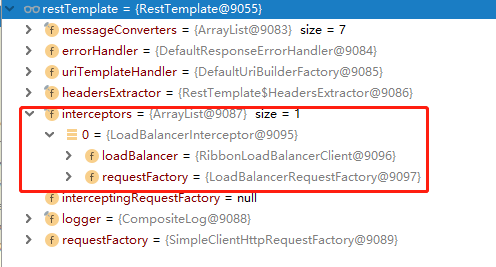 restTemplate = {RestTemplate@9055}
messageConverters = {ArrayList@9083} size = 7
errorHandler = {DefaultResponseErrorHandler@9084}
uriTemplateHandler = {DefaultUriBuilderFactory@9085}
headersExtractor = {RestTemplate$HeadersExtractor@9086}
interceptors = {ArrayList@9087} size = 1
0 = {LoadBalancerInterceptor@9095}
loadBalancer = {RibbonLoadBalancerClient@9096}
requestFactory = {LoadBalancerRequestFactory@9097}
interceptingRequestFactory = null
logger = {CompositeLog@9088}
requestFactory = {SimpleClientHttpRequestFactory@9089}